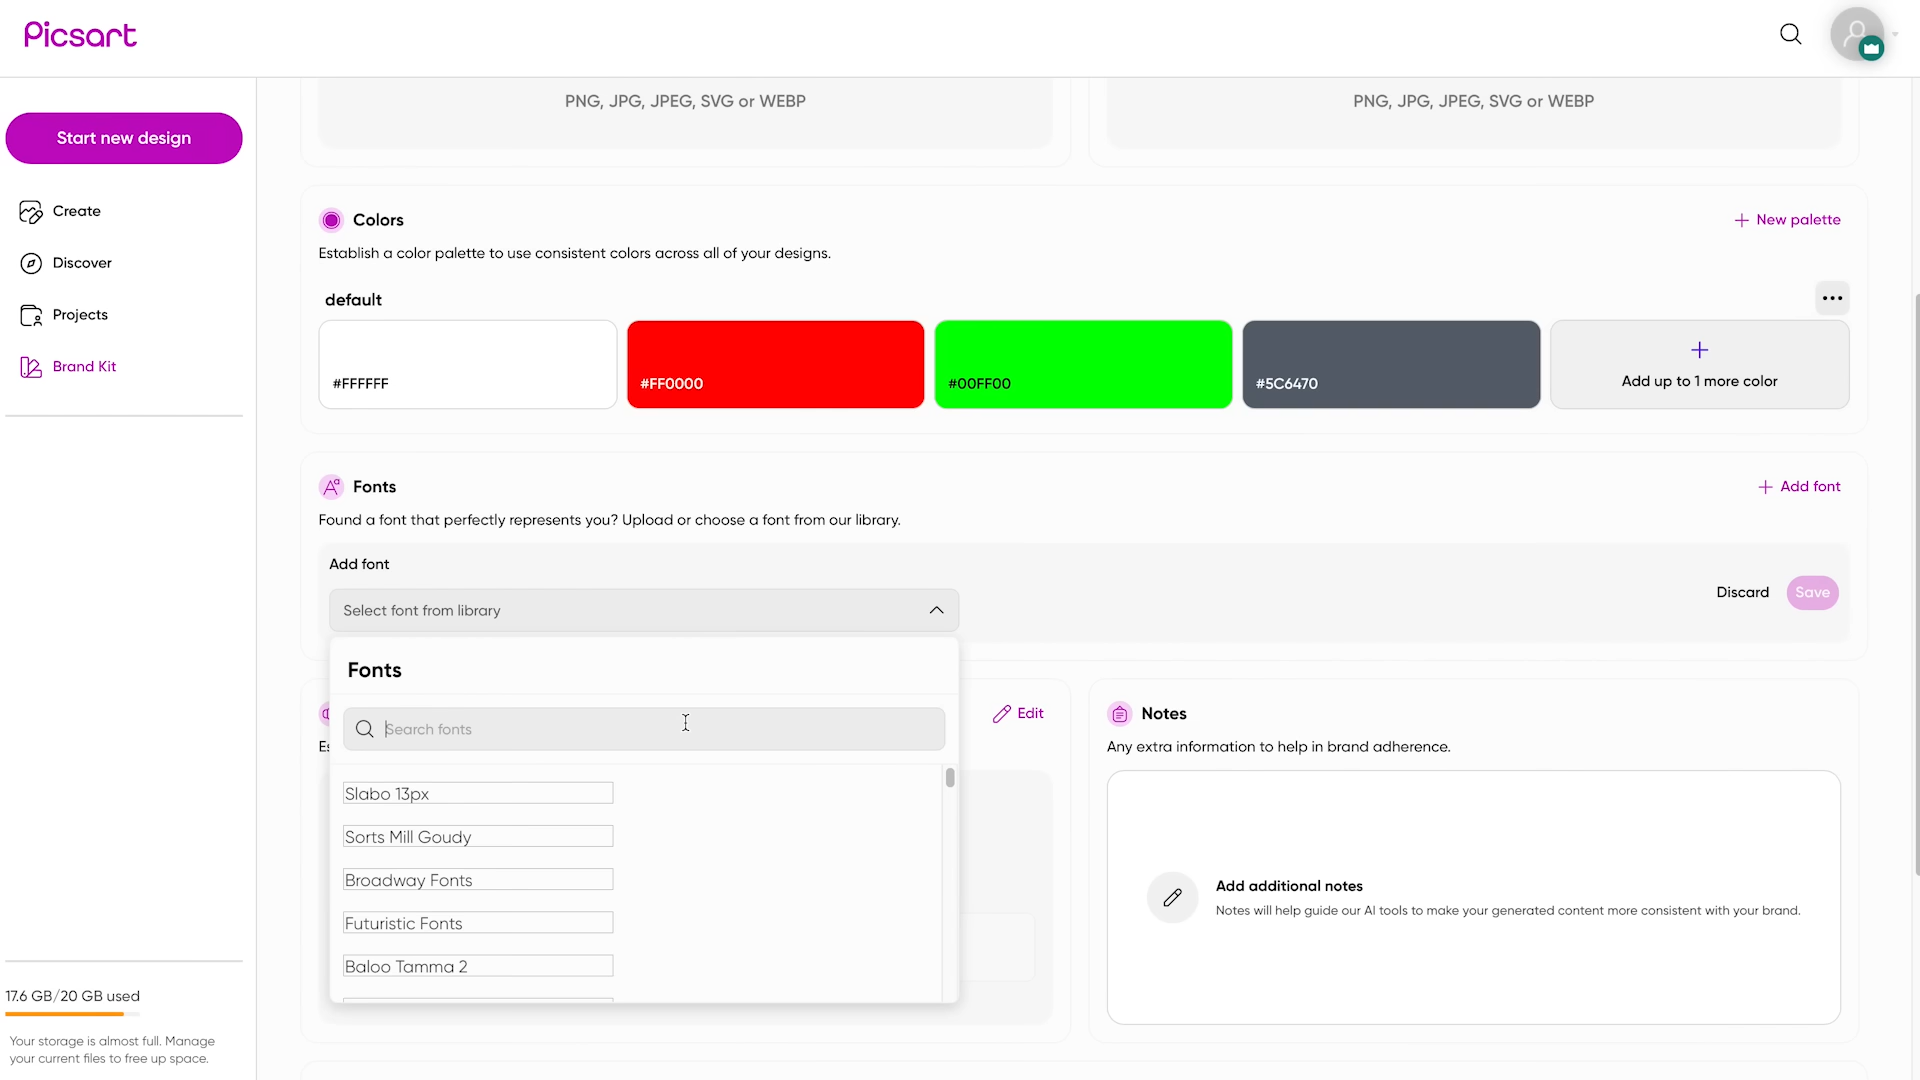 Picsart
Start new design
Create
Discover
Projects
Brand Kit
17.6 GB/20 GB used
Your storage is almost full. Manage
your current files to free up space.
PNG, JPG, JPEG, SVG or WEBP
PNG, JPG, JPEG, SVG or WEBP
Colors
New palette
Establish a color palette to use consistent colors across all of your designs.
default
#FFFFFF
#FF0000
#00FF00
#5C6470
Add up to 1 more color
Fonts
Add font
Found a font that perfectly represents you? Upload or choose a font from our library.
Add font
Select font from library
Discard
Save
Fonts
Search fonts
Slabo 13px
Sorts Mill Goudy
Broadway Fonts
Futuristic Fonts
Baloo Tamma 2
Edit
Es
Notes
Any extra information to help in brand adherence.
Add additional notes
Notes will help guide our AI tools to make your generated content more consistent with your brand.